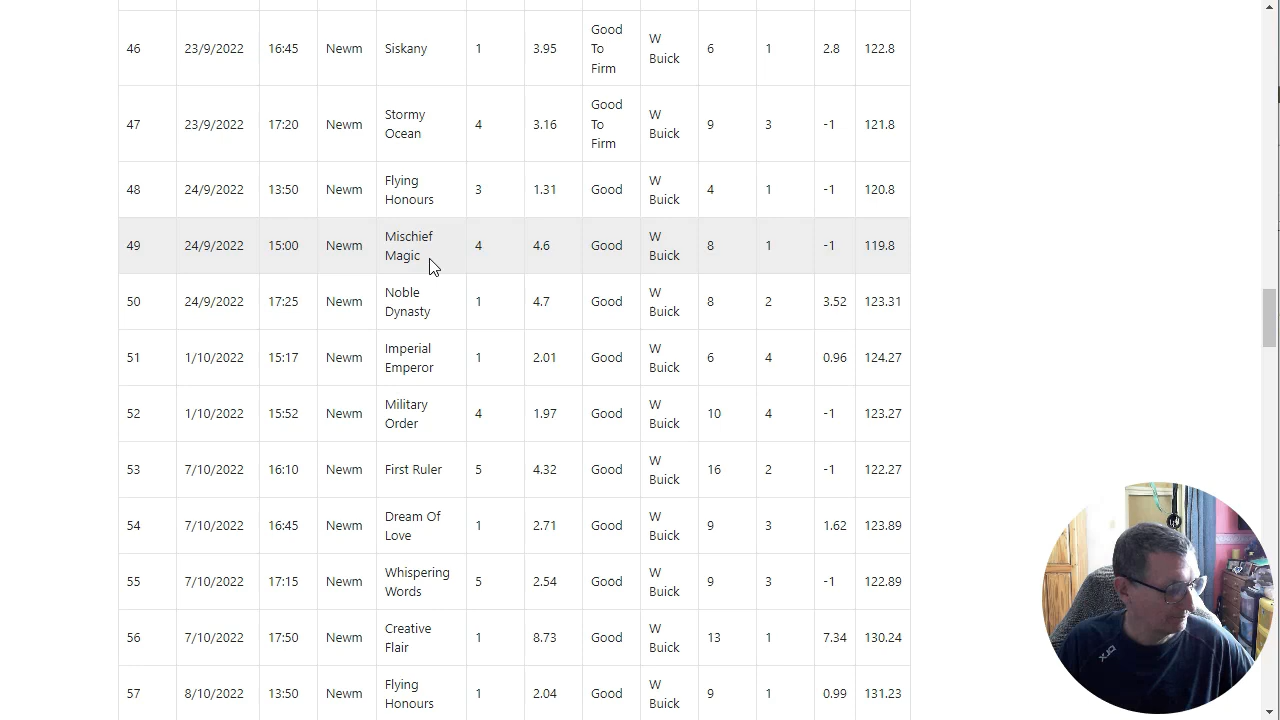 46 23/9/2022 16:45 Newm Siskany 1 3.95 Good To Firm W Buick 6 1 2.8 122.8
47 23/9/2022 17:20 Newm Stormy Ocean 4 3.16 Good To Firm W Buick 9 3 -1 121.8
48 24/9/2022 13:50 Newm Flying Honours 3 1.31 Good W Buick 4 1 -1 120.8
49 24/9/2022 15:00 Newm Mischief Magic 4 4.6 Good W Buick 8 1 -1 119.8
50 24/9/2022 17:25 Newm Noble Dynasty 1 4.7 Good W Buick 8 2 3.52 123.31
51 1/10/2022 15:17 Newm Imperial Emperor 1 2.01 Good W Buick 6 4 0.96 124.27
52 1/10/2022 15:52 Newm Military Order 4 1.97 Good W Buick 10 4 -1 123.27
53 7/10/2022 16:10 Newm First Ruler 5 4.32 Good W Buick 16 2 -1 122.27
54 7/10/2022 16:45 Newm Dream Of Love 1 2.71 Good W Buick 9 3 1.62 123.89
55 7/10/2022 17:15 Newm Whispering Words 5 2.54 Good W Buick 9 3 -1 122.89
56 7/10/2022 17:50 Newm Creative Flair 1 8.73 Good W Buick 13 1 7.34 130.24
57 8/10/2022 13:50 Newm Flying Honours 1 2.04 Good W Buick 9 1 0.99 131.23